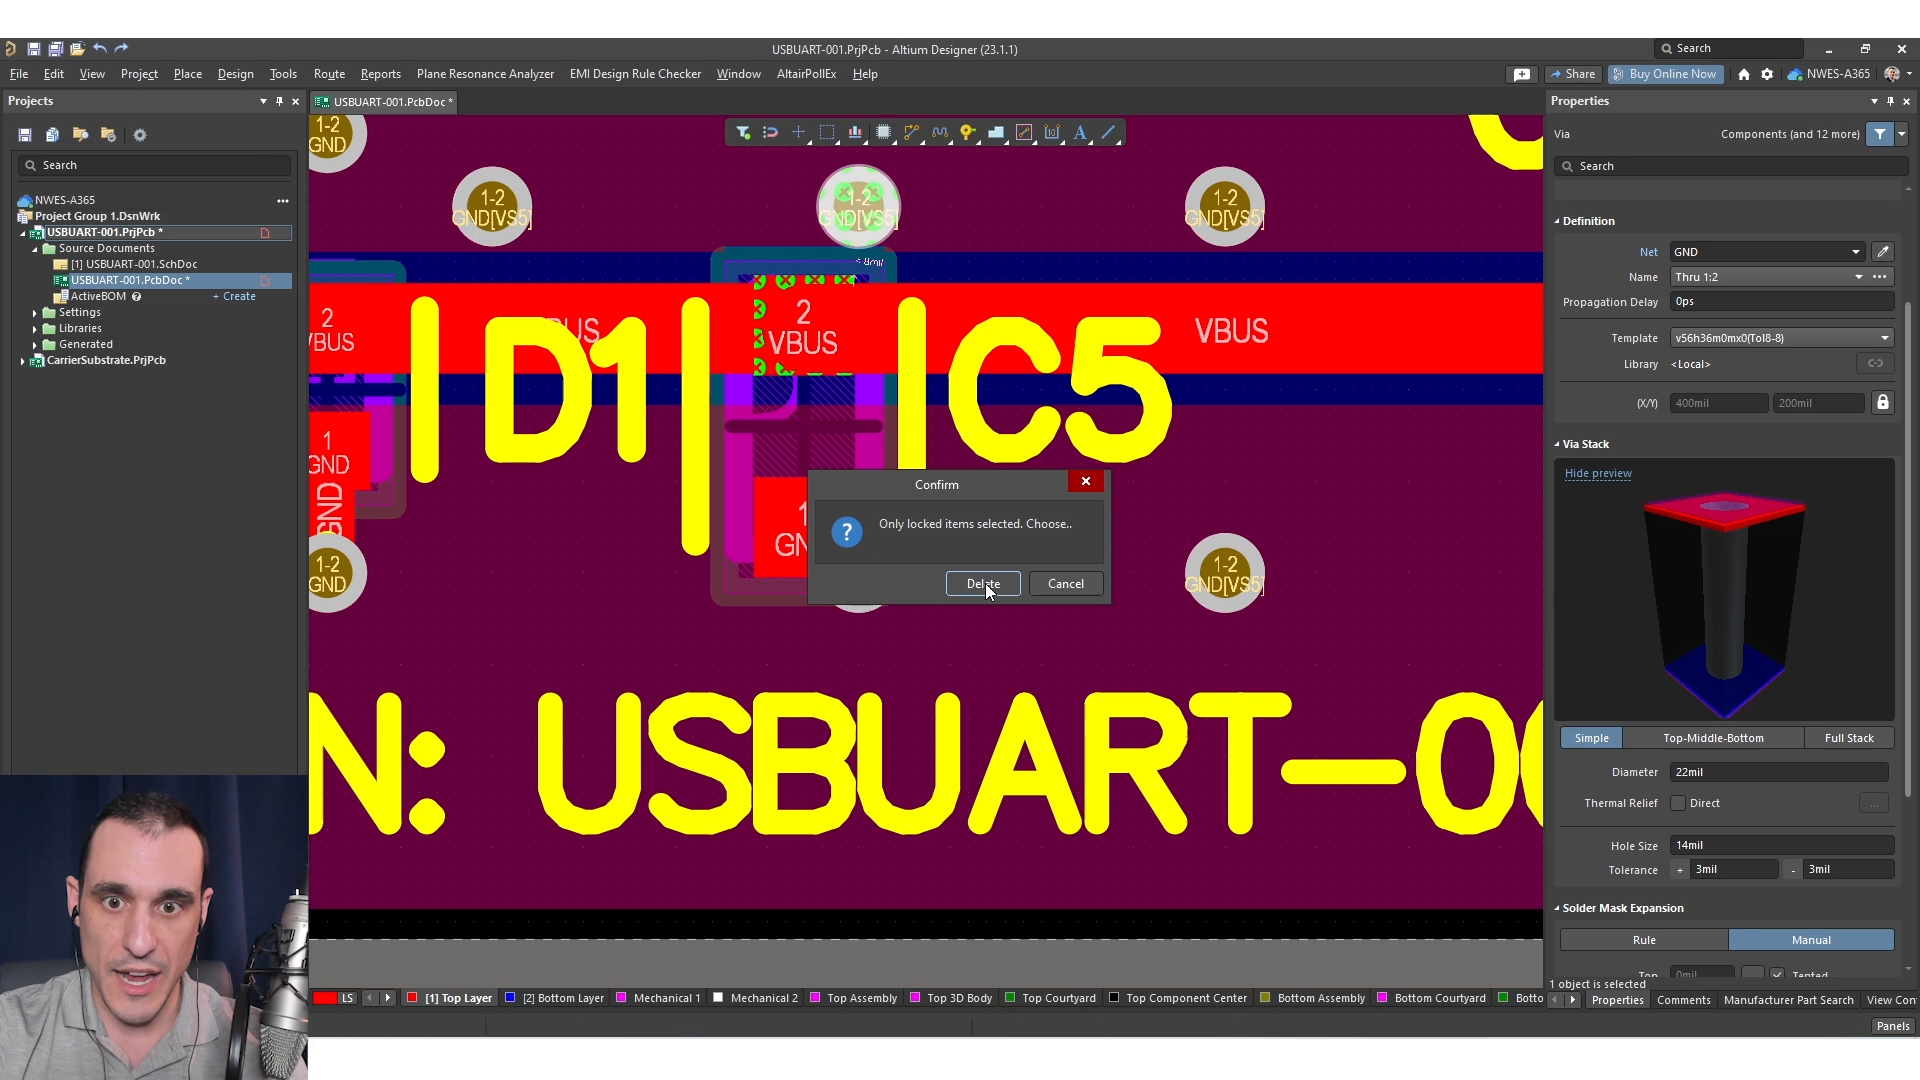 USBUART-001.PrjPcb - Altium Designer (23.1.1)
Search
File Edit View Project Place Design Tools Route Reports Plane Resonance Analyzer EMI Design Rule Checker Window AltairPollEx Help
Share
Buy Online Now
NWES-A365
Projects
Search
NWES-A365
Project Group 1.DsnWrk
USBUART-001.PrjPcb *
Source Documents
[1] USBUART-001.SchDoc
USBUART-001.PcbDoc *
ActiveBOM
+ Create
Settings
Libraries
Generated
CarrierSubstrate.PrjPcb
USBUART-001.PcbDoc *
1-2
GND
1-2
GND[VS5]
1-2
GND[VS5]
1-2
GND[VS5]
2
VBUS
D1
2
VBUS
C5
VBUS
1
GND
GND
1-2
GND
1-2
GND[VS5]
N: USBUART-00
Confirm
Only locked items selected. Choose..
Delete
Cancel
Properties
Via
Components (and 12 more)
Search
Definition
Net GND
Name Thru 1:2
Propagation Delay 0ps
Template v56h36m0mx0(Tol8-8)
Library <Local>
(X/Y) 400mil 200mil
Via Stack
Hide preview
Simple Top-Middle-Bottom Full Stack
Diameter 22mil
Thermal Relief Direct ...
Hole Size 14mil
Tolerance + 3mil - 3mil
Solder Mask Expansion
Rule Manual
Top 0mil Tented
1 object is selected
LS [1] Top Layer [2] Bottom Layer Mechanical 1 Mechanical 2 Top Assembly Top 3D Body Top Courtyard Top Component Center Bottom Assembly Bottom Courtyard Botto
Properties Comments Manufacturer Part Search View Con
Panels